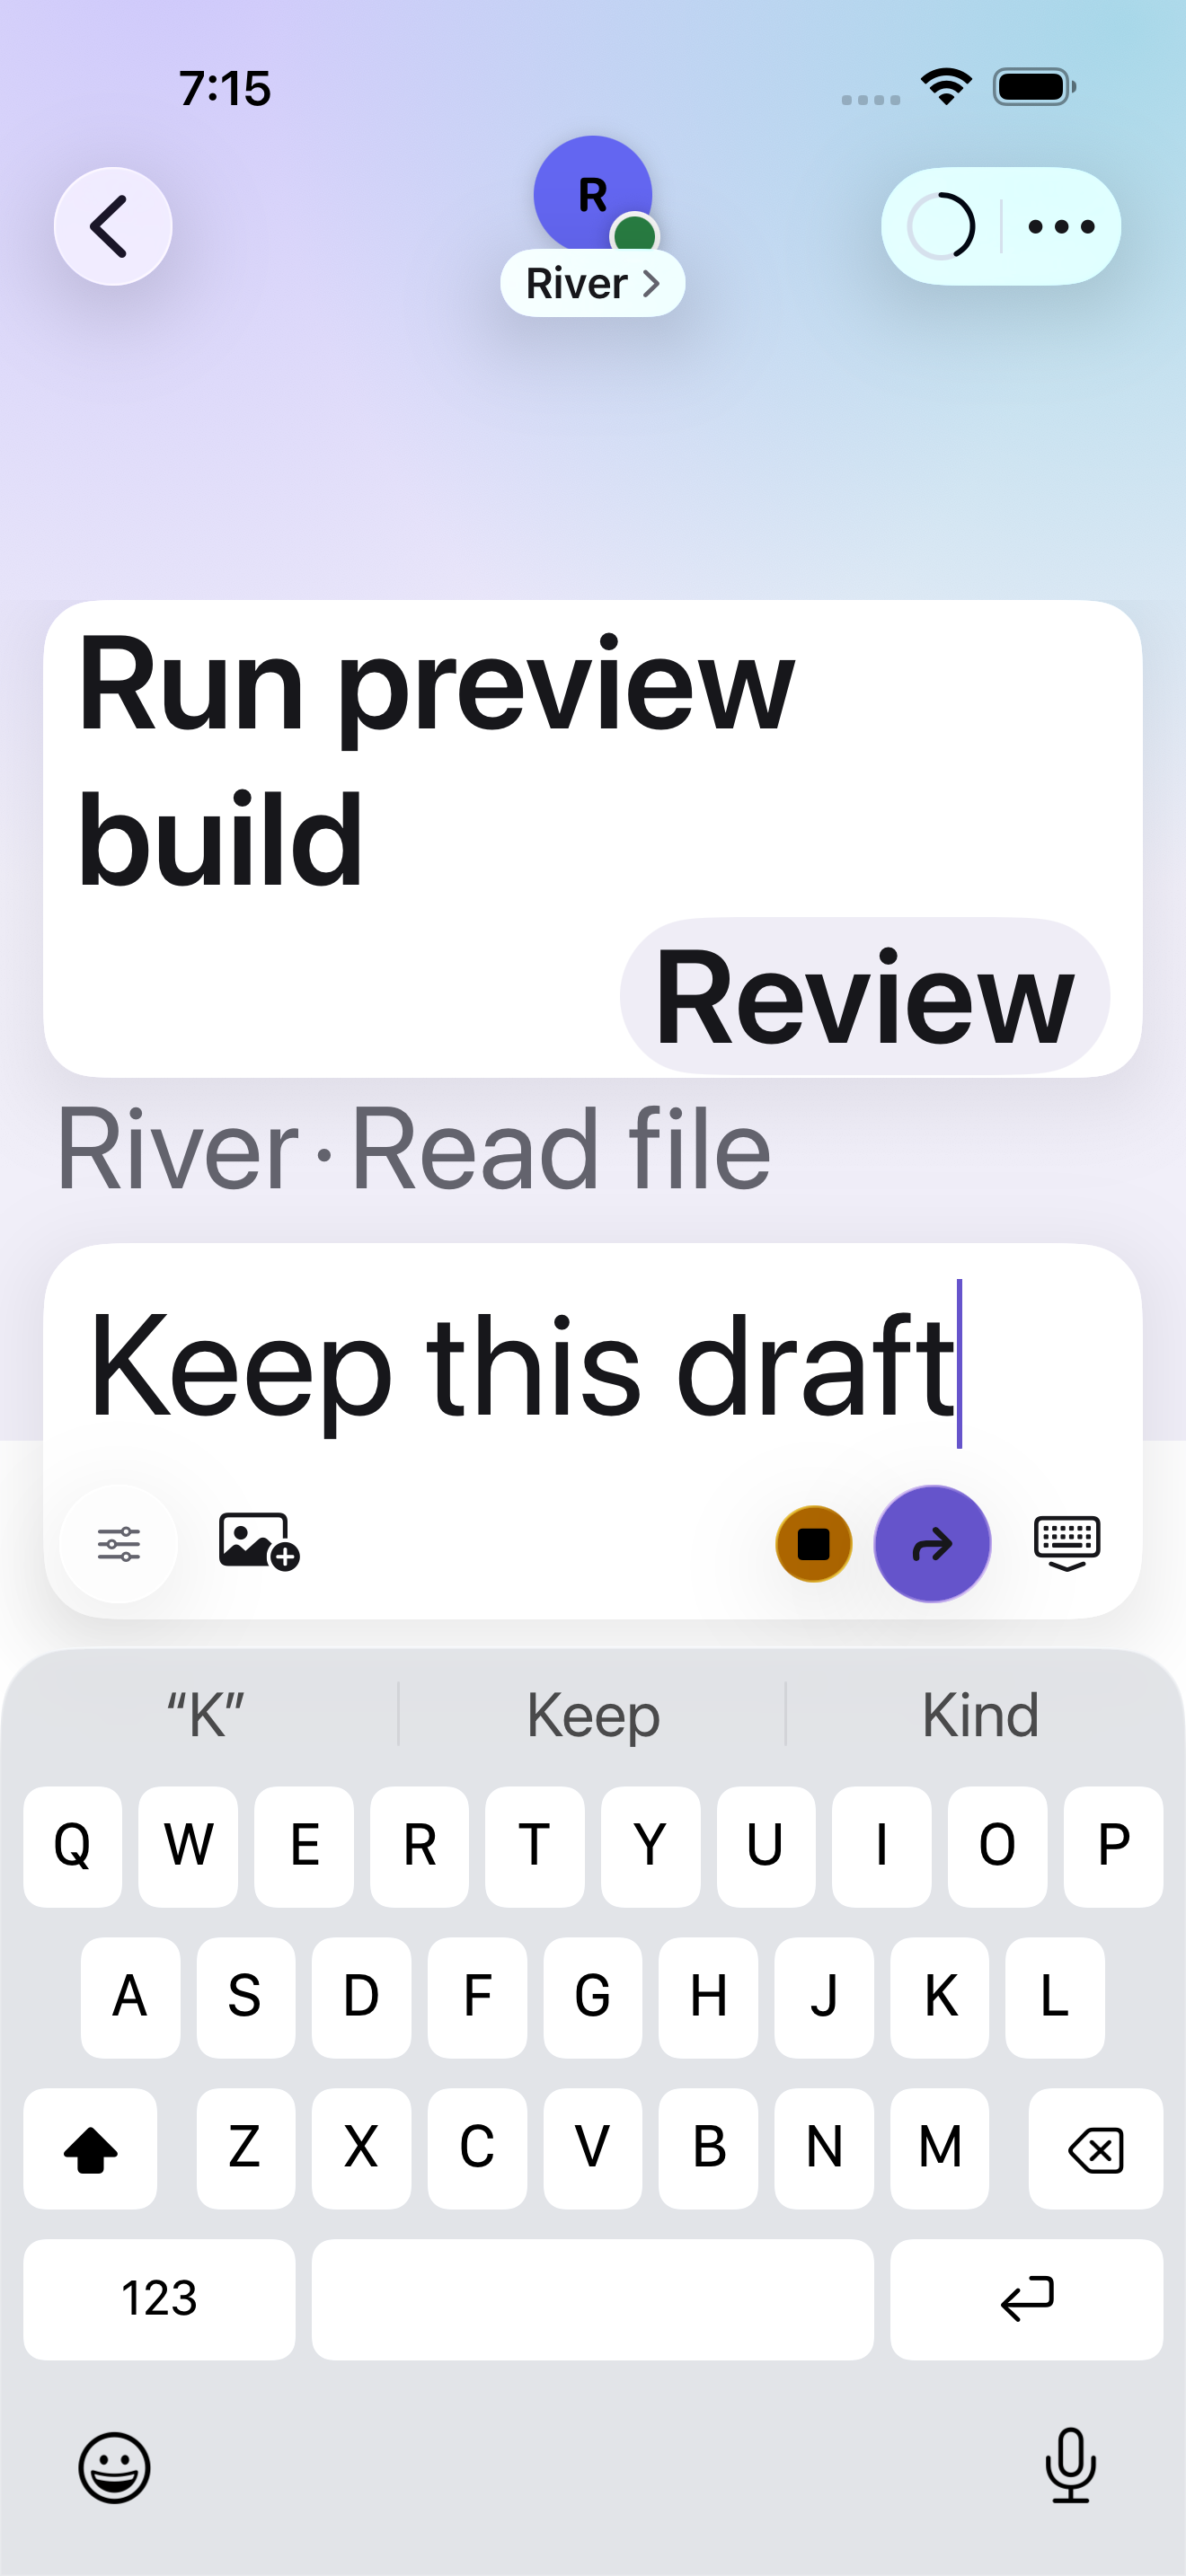 7:15
R
River
Run preview
build
Review
River · Read file
Keep this draft
“K” Keep Kind
Q W E R T Y U I O P
A S D F G H J K L
Z X C V B N M
123